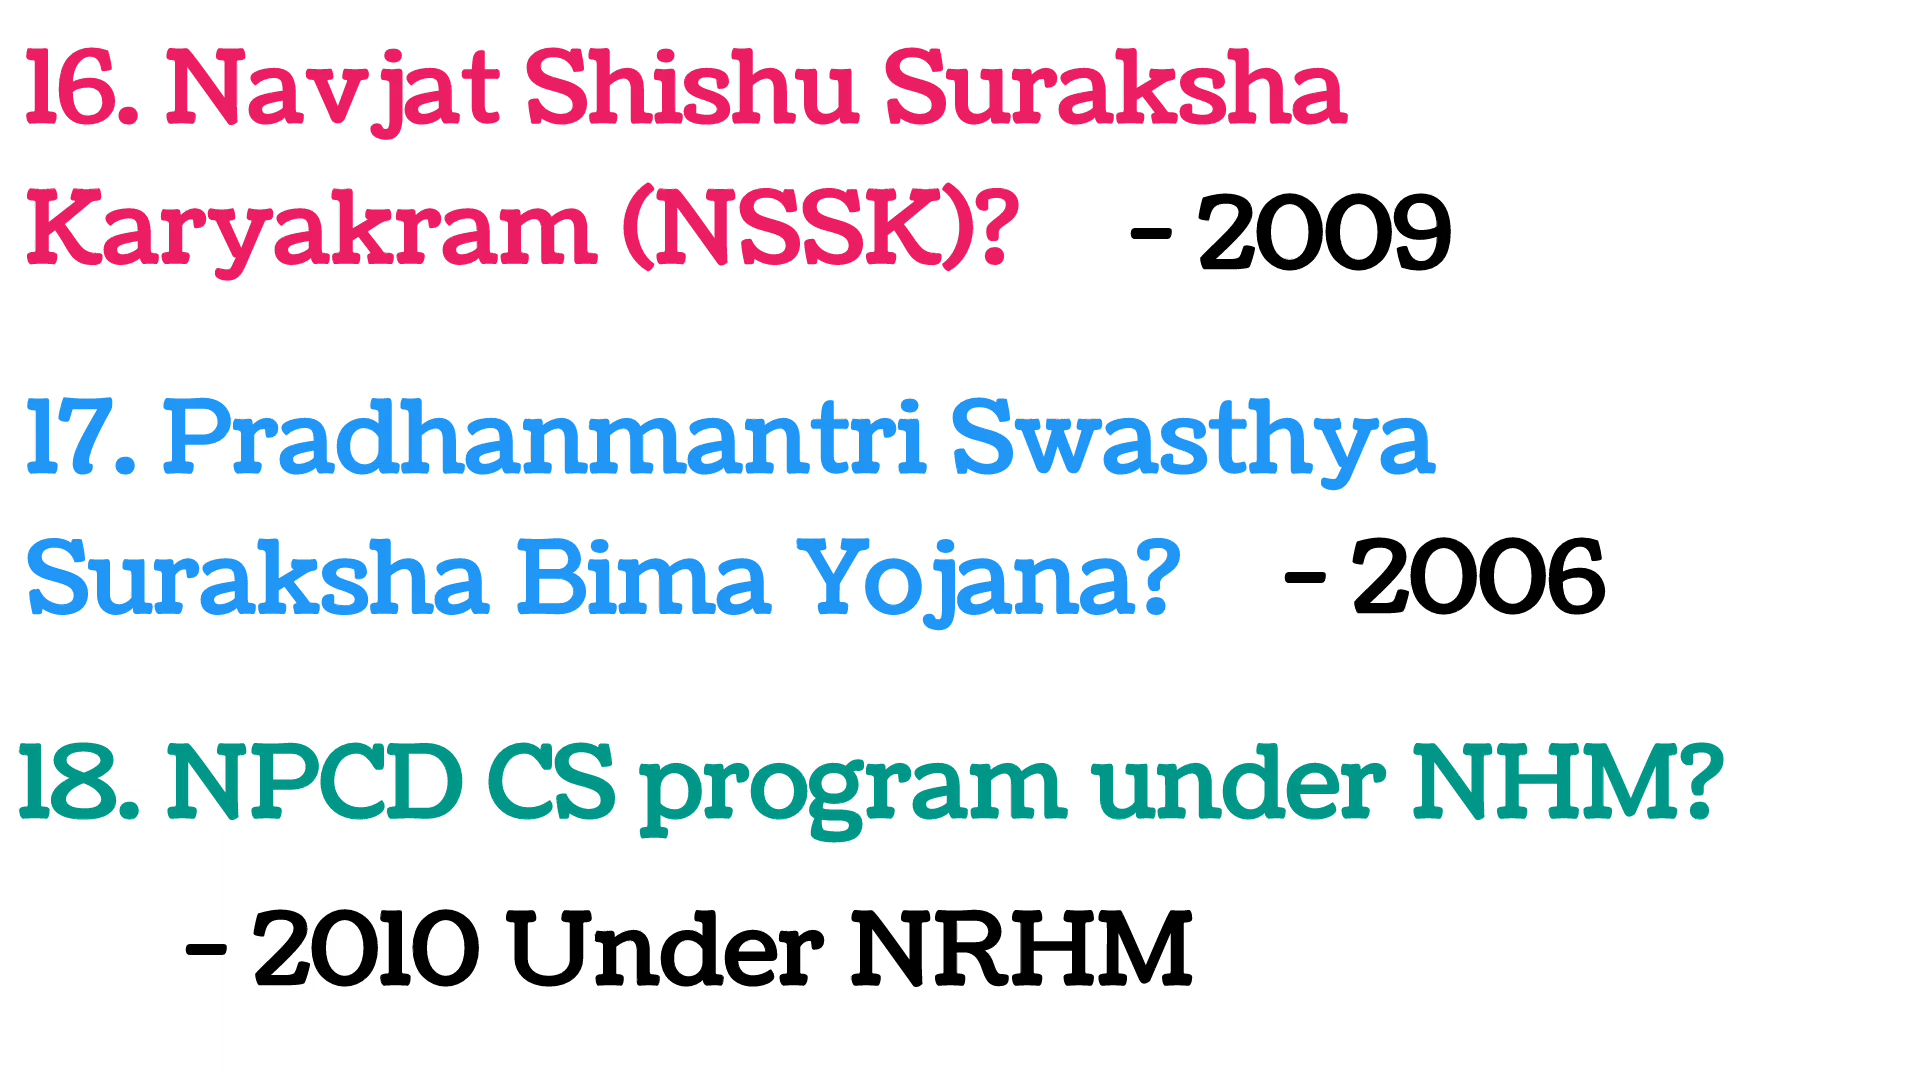 16. Navjat Shishu Suraksha
Karyakram (NSSK)? - 2009
17. Pradhanmantri Swasthya
Suraksha Bima Yojana? - 2006
18. NPCD CS program under NHM?
- 2010 Under NRHM